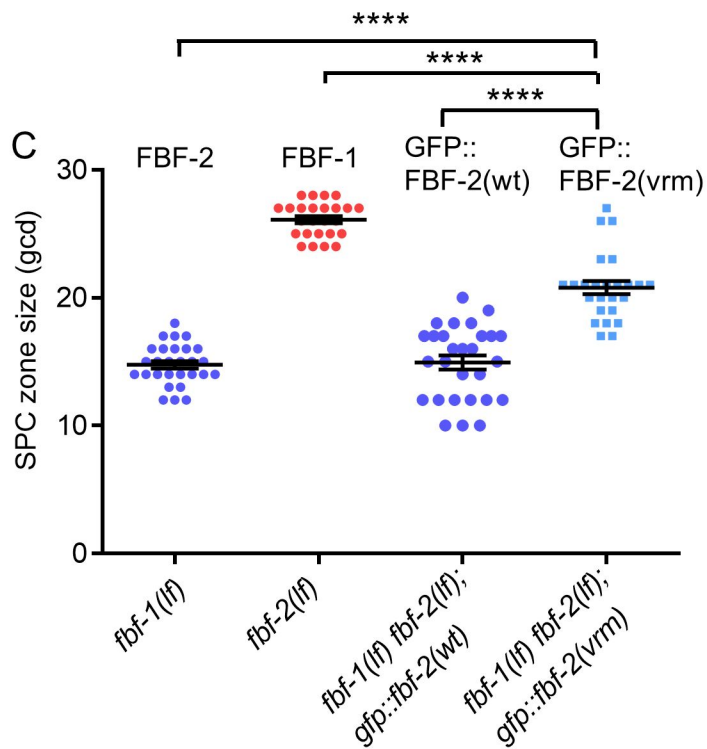 ****
****
****
C
FBF-2
FBF-1
GFP::
FBF-2(wt)
GFP::
FBF-2(vrm)
SPC zone size (gcd)
30
20
10
0
fbf-1(lf)
fbf-2(lf)
fbf-1(lf) fbf-2(lf);
gfp::fbf-2(wt)
fbf-1(lf) fbf-2(lf);
gfp::fbf-2(vrm)